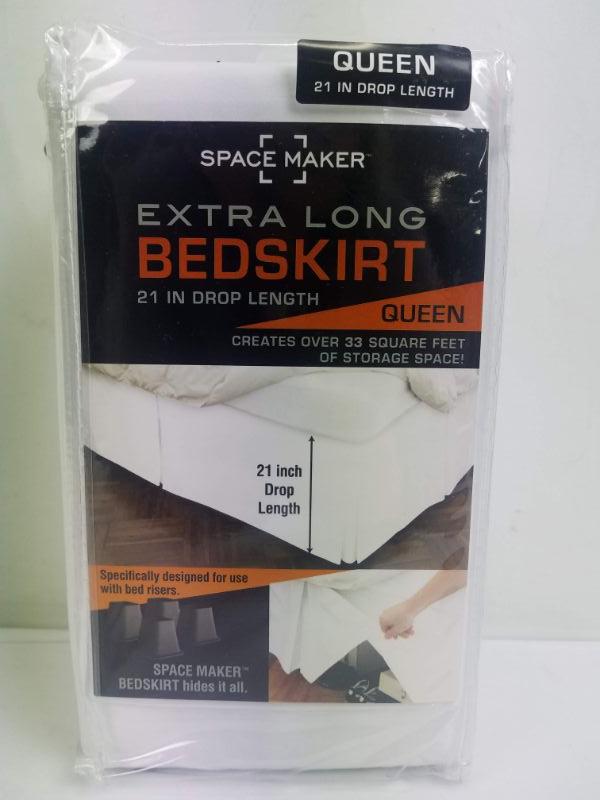 QUEEN
21 IN DROP LENGTH
SPACE MAKER™
EXTRA LONG
BEDSKIRT
21 IN DROP LENGTH
QUEEN
CREATES OVER 33 SQUARE FEET
OF STORAGE SPACE!
21 inch
Drop
Length
Specifically designed for use
with bed risers.
SPACE MAKER™
BEDSKIRT hides it all.